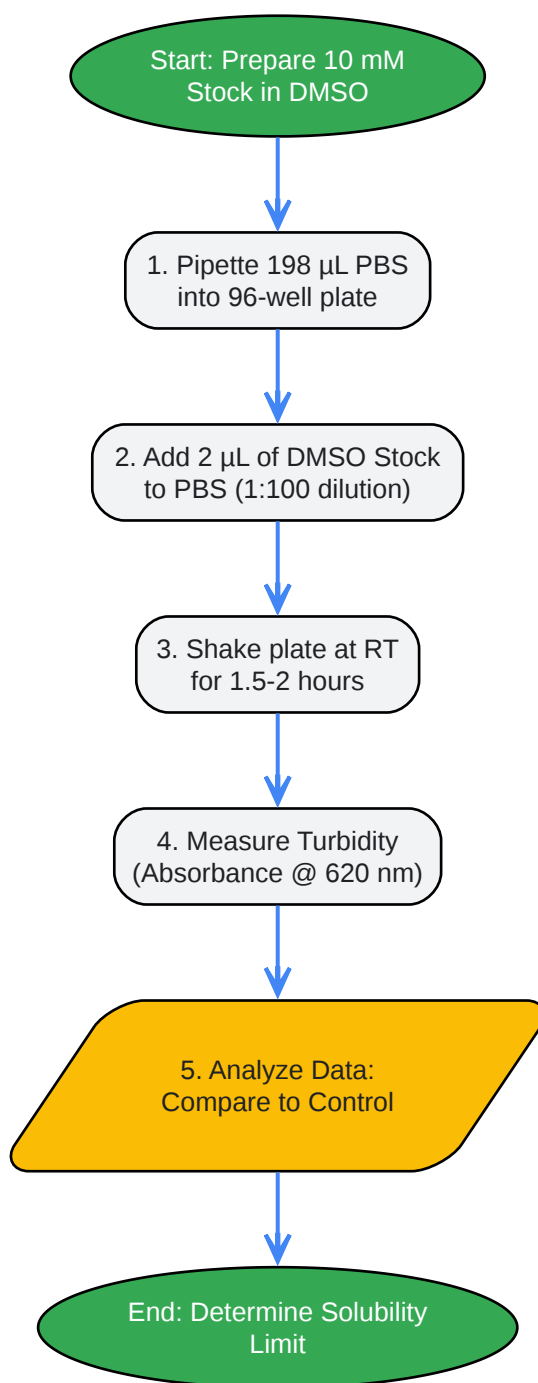 Start: Prepare 10 mM
Stock in DMSO
1. Pipette 198 µL PBS
into 96-well plate
2. Add 2 µL of DMSO Stock
to PBS (1:100 dilution)
3. Shake plate at RT
for 1.5-2 hours
4. Measure Turbidity
(Absorbance @ 620 nm)
5. Analyze Data:
Compare to Control
End: Determine Solubility
Limit